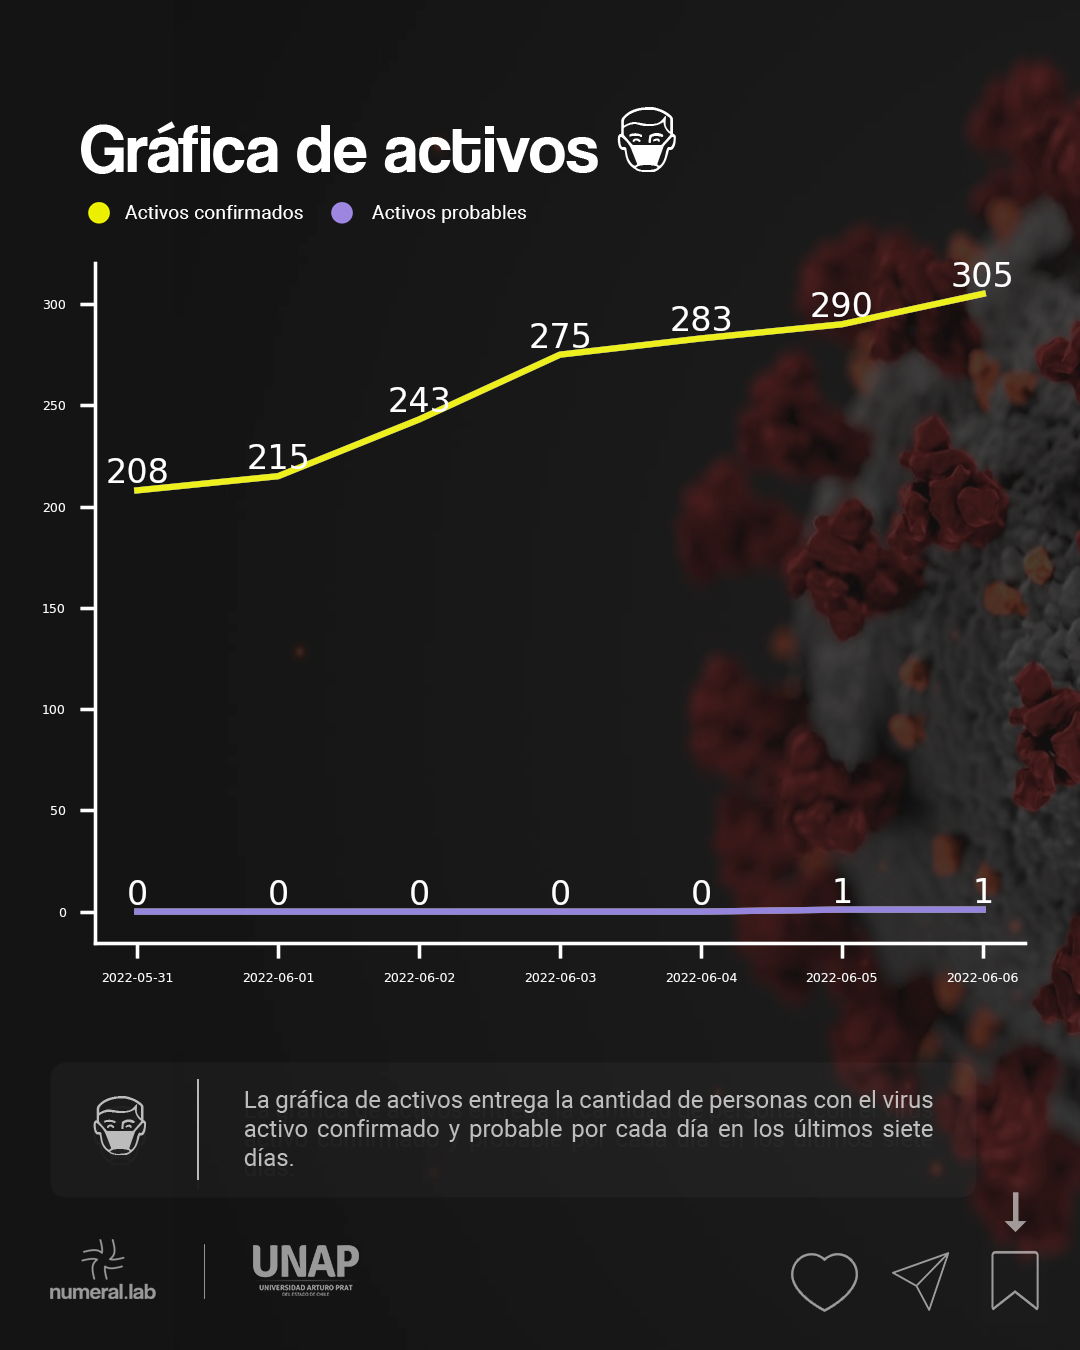 Gráfica de activos
Activos confirmados Activos probables
300
250
200
150
100
50
0
208 215 243 275 283 290 305
0 0 0 0 0 1 1
2022-05-31 2022-06-01 2022-06-02 2022-06-03 2022-06-04 2022-06-05 2022-06-06
La gráfica de activos entrega la cantidad de personas con el virus
activo confirmado y probable por cada día en los últimos siete
días.
numeral.lab
UNAP
UNIVERSIDAD ARTURO PRAT
DEL ESTADO DE CHILE